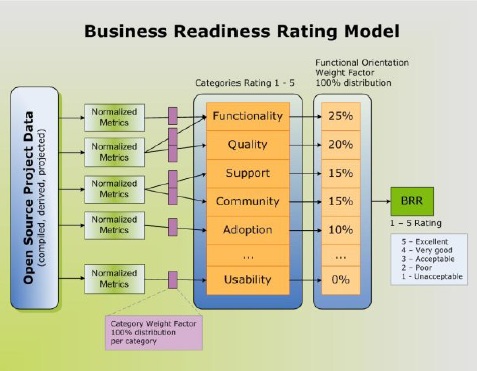 Business Readiness Rating Model
Functional Orientation
Weight Factor
100% distribution
Categories Rating 1 - 5
Open Source Project Data
(compiled, derived, projected)
Normalized
Metrics
Normalized
Metrics
Normalized
Metrics
Normalized
Metrics
Normalized
Metrics
Functionality
Quality
Support
Community
Adoption
...
Usability
25%
20%
15%
15%
10%
...
0%
BRR
1 – 5 Rating
5 – Excellent
4 – Very good
3 – Acceptable
2 – Poor
1 - Unacceptable
Category Weight Factor
100% distribution
per category